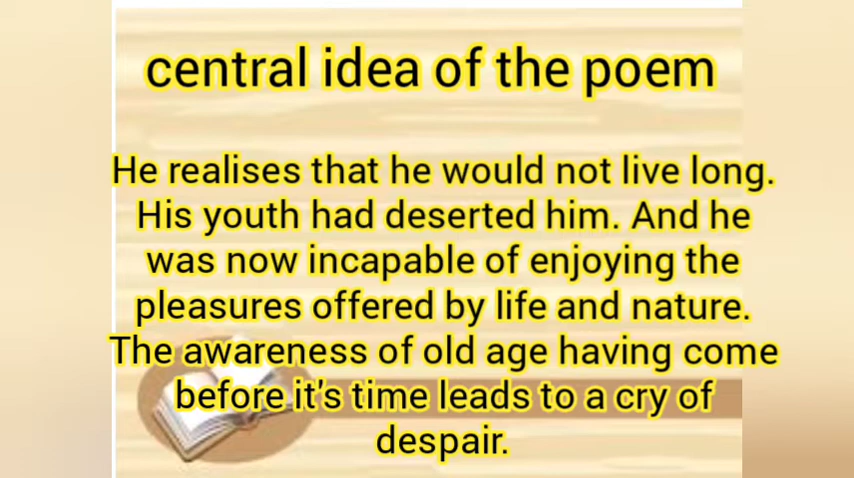 central idea of the poem
He realises that he would not live long.
His youth had deserted him. And he
was now incapable of enjoying the
pleasures offered by life and nature.
The awareness of old age having come
before it's time leads to a cry of
despair.